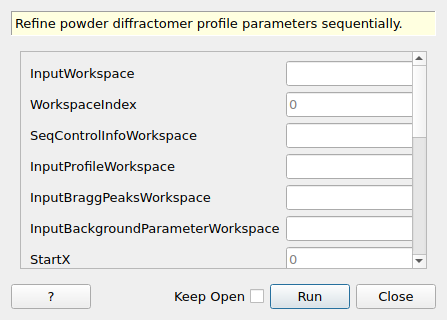 Refine powder diffractomer profile parameters sequentially.
InputWorkspace
WorkspaceIndex 0
SeqControlInfoWorkspace
InputProfileWorkspace
InputBraggPeaksWorkspace
InputBackgroundParameterWorkspace
StartX 0
? Keep Open Run Close